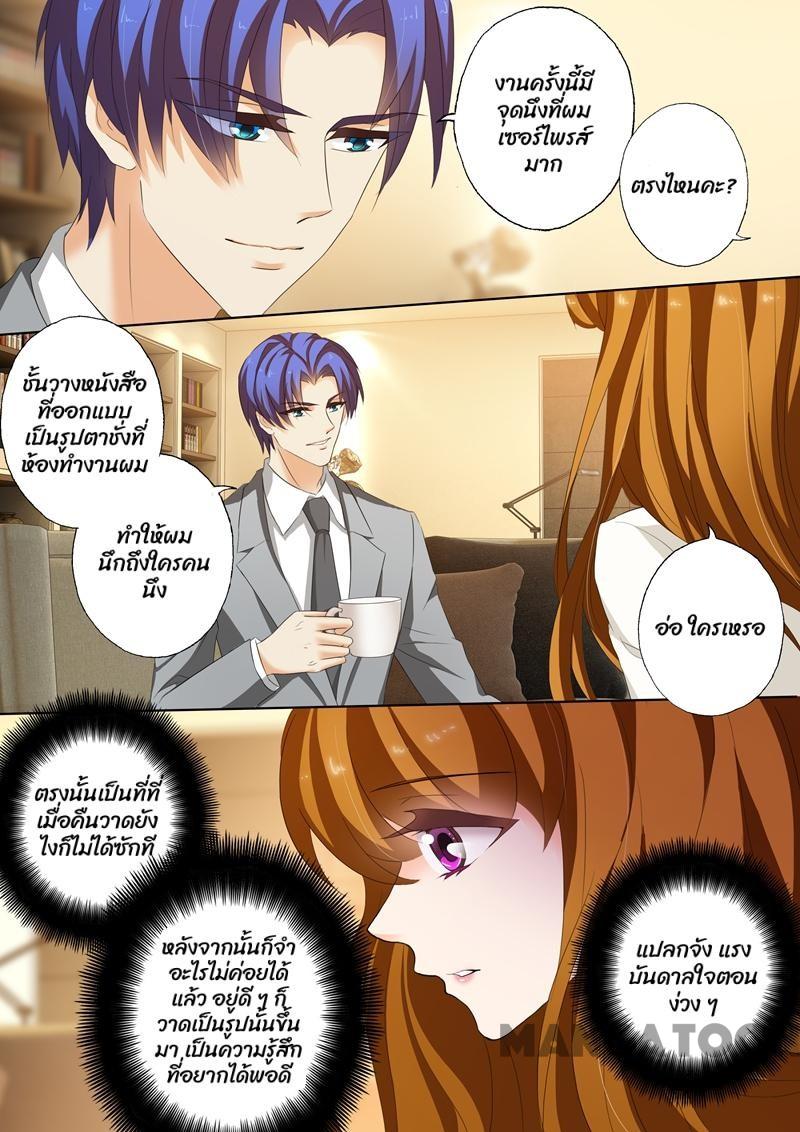 งานครั้งนี้มี
จุดนึงที่ผม
เซอร์ไพรส์
มาก
ตรงไหนคะ?
ชั้นวางหนังสือ
ที่ออกแบบ
เป็นรูปตาชั่งที่
ห้องทำงานผม
ทำให้ผม
นึกถึงใครคน
นึง
อ่อ ใครเหรอ
ตรงนั้นเป็นที่ที่
เมื่อคืนวาดยัง
ไงก็ไม่ได้ซักที
หลังจากนั้นก็จำ
อะไรไม่ค่อยได้
แล้ว อยู่ดี ๆ ก็
วาดเป็นรูปนั้นขึ้น
มา เป็นความรู้สึก
ที่อยากได้พอดี
แปลกจัง แรง
บันดาลใจตอน
ง่วง ๆ